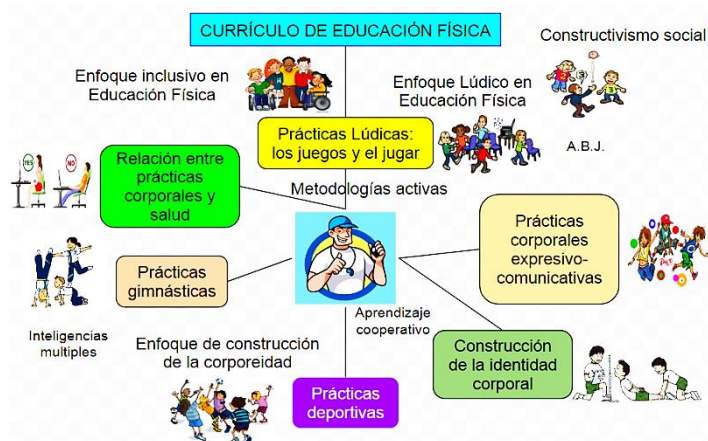 CURRÍCULO DE EDUCACIÓN FÍSICA
Constructivismo social
Enfoque inclusivo en
Educación Física
Enfoque Lúdico en
Educación Física
Prácticas Lúdicas:
los juegos y el jugar
A.B.J.
YES
NO
Relación entre
prácticas
corporales y
salud
Metodologías activas
Prácticas
corporales
expresivo-
comunicativas
Prácticas
gimnásticas
Aprendizaje
cooperativo
Inteligencias
multiples
Enfoque de construcción
de la corporeidad
Construcción
de la identidad
corporal
Prácticas
deportivas